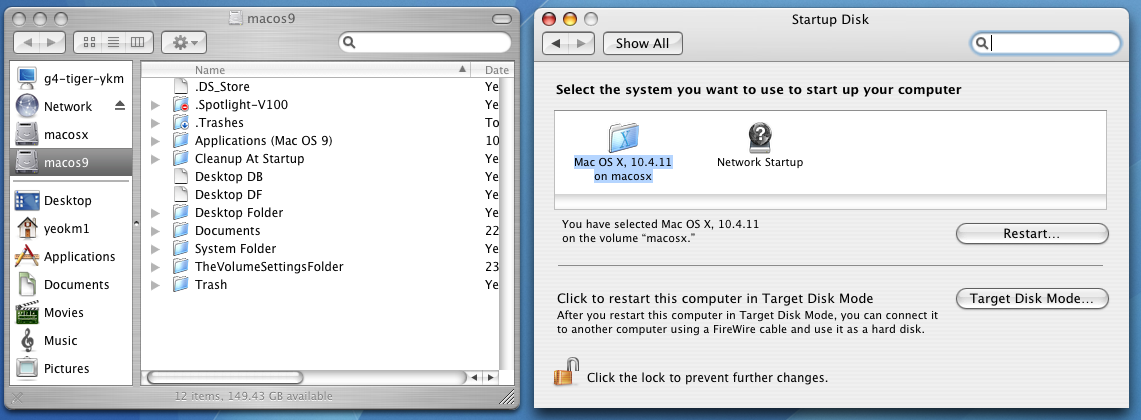 macos9
Name
Date
g4-tiger-ykm
Network
macosx
macos9
Desktop
yeokm1
Applications
Documents
Movies
Music
Pictures
.DS_Store
Ye
.Spotlight-V100
Ye
.Trashes
To
Applications (Mac OS 9)
10
Cleanup At Startup
Ye
Desktop DB
Ye
Desktop DF
Ye
Desktop Folder
Ye
Documents
22
System Folder
Ye
TheVolumeSettingsFolder
23
Trash
Ye
12 items, 149.43 GB available
Startup Disk
Show All
Select the system you want to use to start up your computer
Mac OS X, 10.4.11
on macosx
Network Startup
You have selected Mac OS X, 10.4.11
on the volume “macosx.”
Restart...
Click to restart this computer in Target Disk Mode
After you restart this computer in Target Disk Mode, you can connect it
to another computer using a FireWire cable and use it as a hard disk.
Target Disk Mode...
Click the lock to prevent further changes.